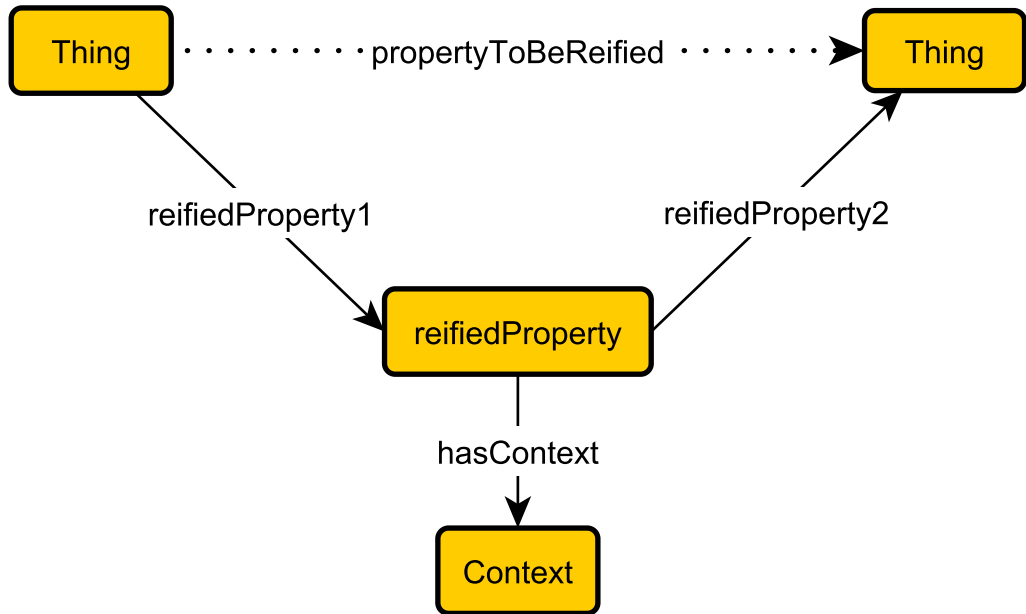 Thing
propertyToBeReified
Thing
reifiedProperty1
reifiedProperty2
reifiedProperty
hasContext
Context